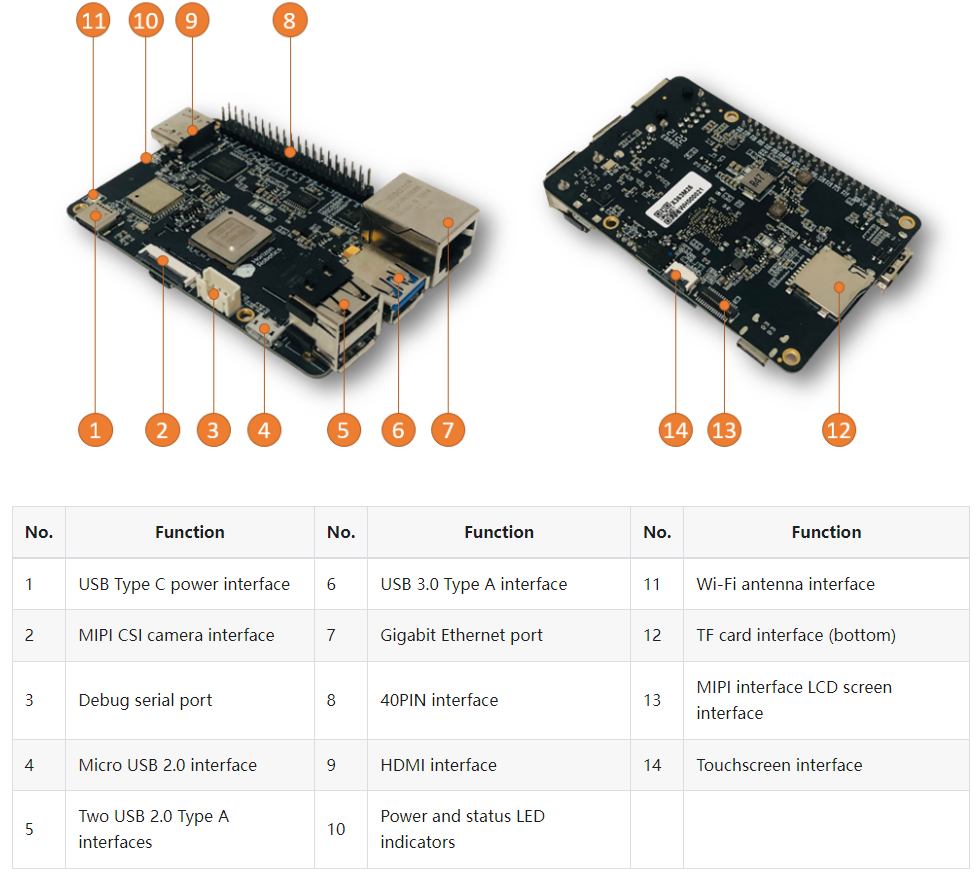 11 10 9 8
1 2 3 4 5 6 7 14 13 12
Robotics
No. Function No. Function No. Function
1 USB Type C power interface 6 USB 3.0 Type A interface 11 Wi-Fi antenna interface
2 MIPI CSI camera interface 7 Gigabit Ethernet port 12 TF card interface (bottom)
3 Debug serial port 8 40PIN interface 13 MIPI interface LCD screen
interface
4 Micro USB 2.0 interface 9 HDMI interface 14 Touchscreen interface
5 Two USB 2.0 Type A
interfaces
10 Power and status LED
indicators